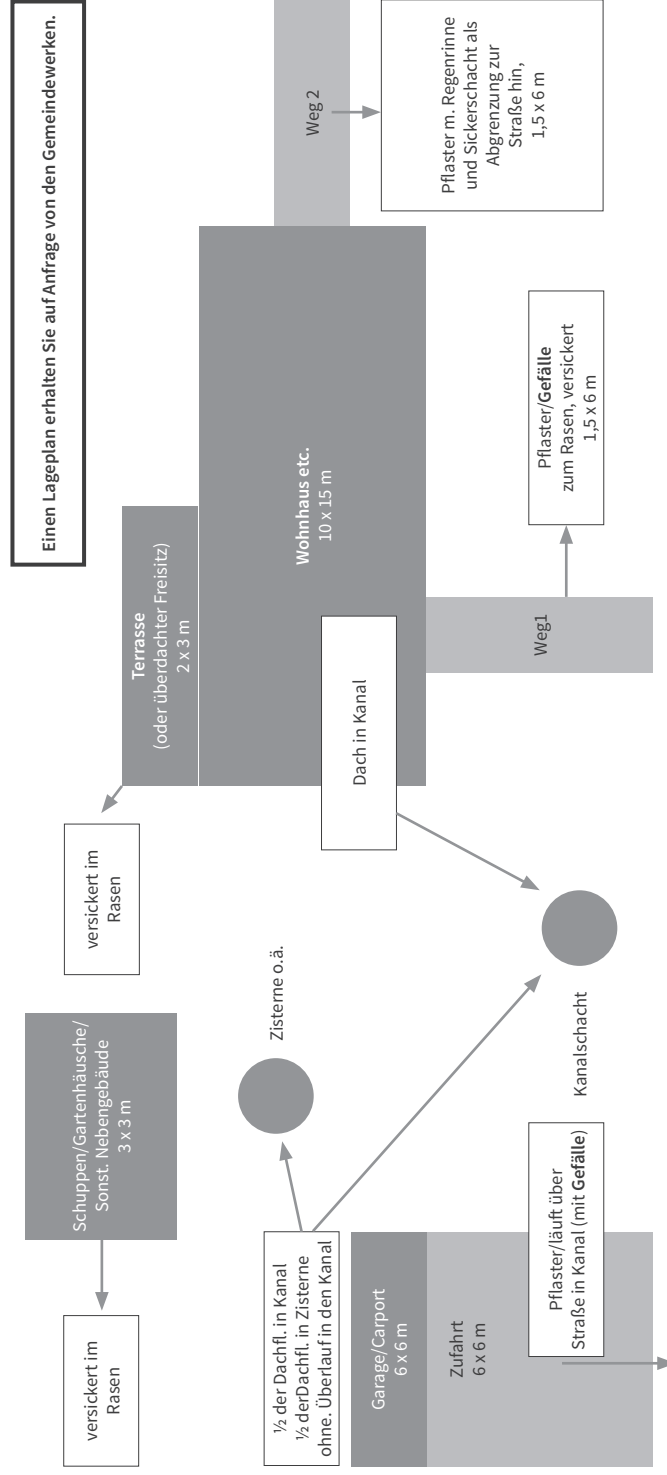 Einen Lageplan erhalten Sie auf Anfrage von den Gemeindewerken.
versickert im
Rasen
Schuppen/Gartenhäusche/
Sonst. Nebengebäude
3 x 3 m
versickert im
Rasen
Terrasse
(oder überdachter Freisitz)
2 x 3 m
½ der Dachfl. in Kanal
½ derDachfl. in Zisterne
ohne. Überlauf in den Kanal
Zisterne o.ä.
Wohnhaus etc.
10 x 15 m
Weg 2
Dach in Kanal
Garage/Carport
6 x 6 m
Zufahrt
6 x 6 m
Pflaster m. Regenrinne
und Sickerschacht als
Abgrenzung zur
Straße hin,
1,5 x 6 m
Pflaster/läuft über
Straße in Kanal (mit Gefälle)
Kanalschacht
Weg1
Pflaster/Gefälle
zum Rasen, versickert
1,5 x 6 m